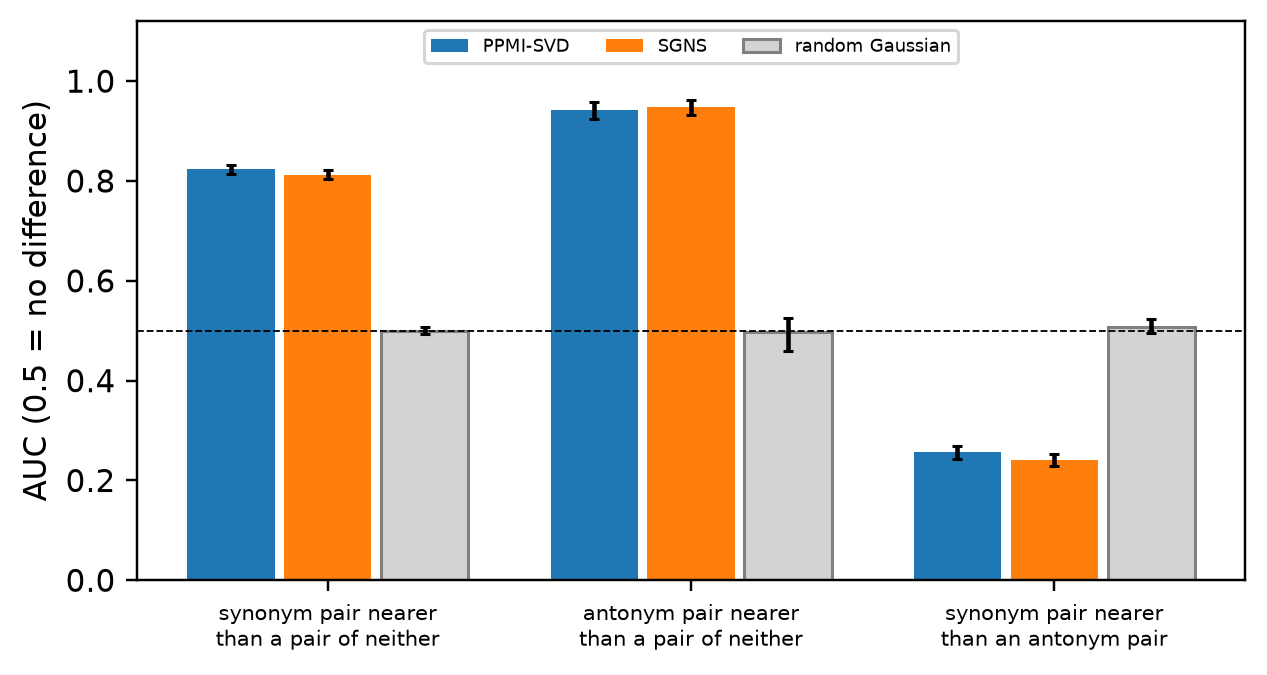 PPMI-SVD SGNS random Gaussian
AUC (0.5 = no difference)
1.0
0.8
0.6
0.4
0.2
0.0
synonym pair nearer
than a pair of neither
antonym pair nearer
than a pair of neither
synonym pair nearer
than an antonym pair